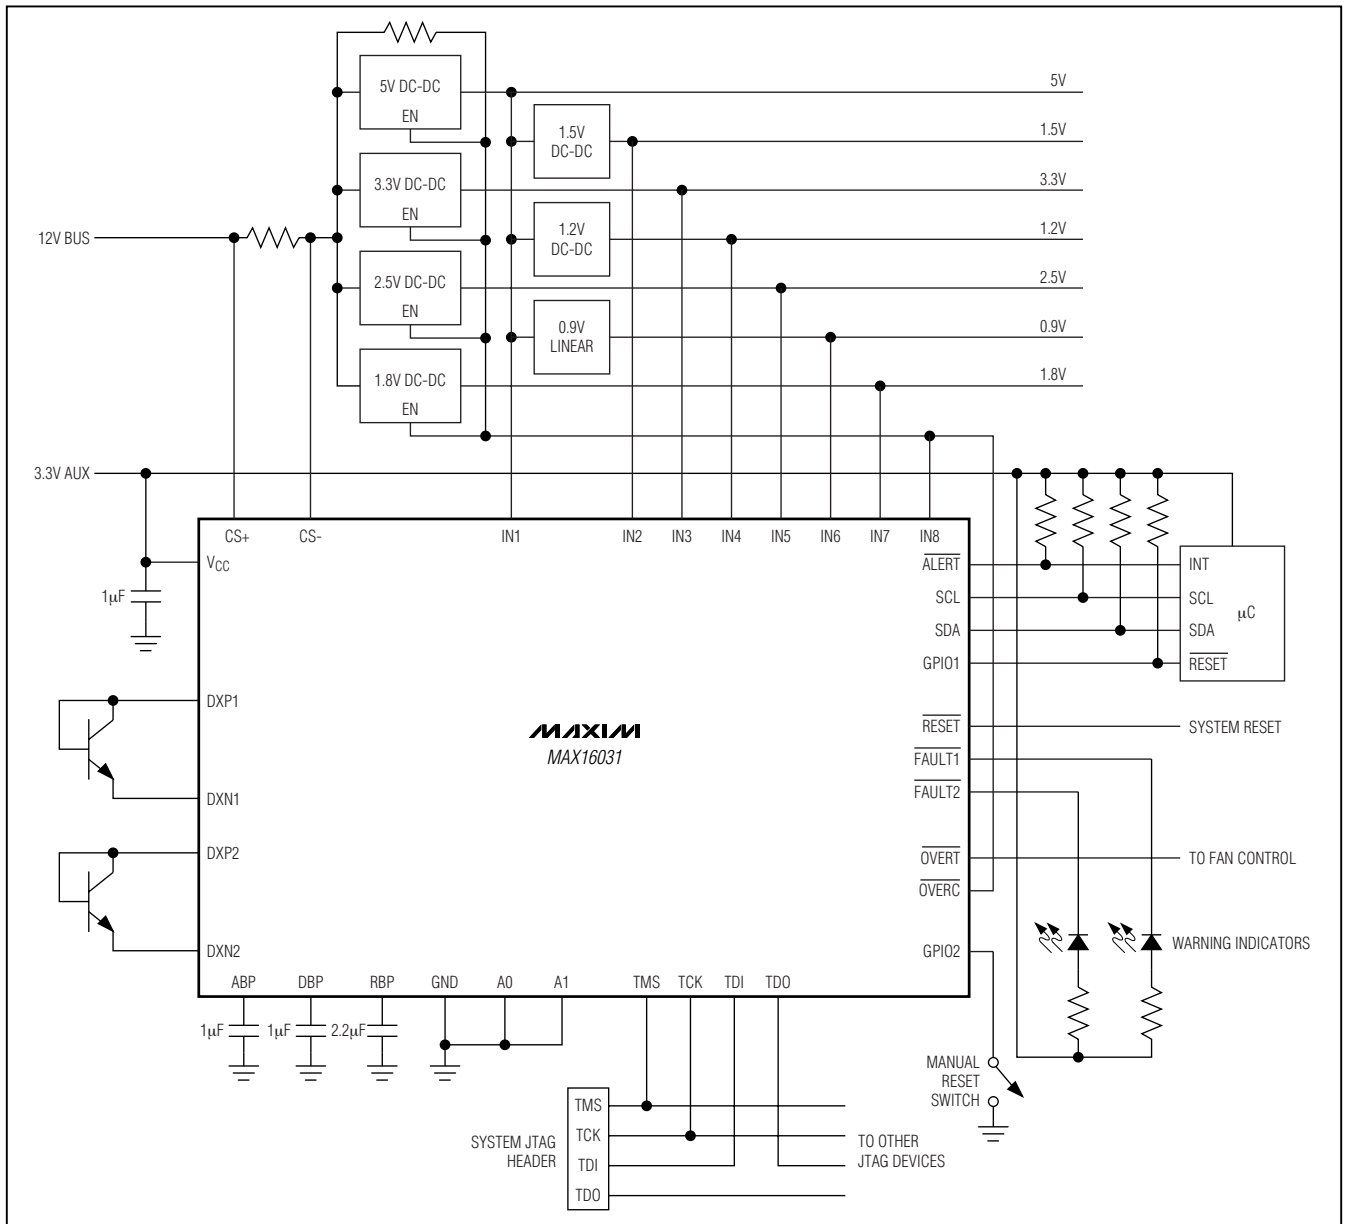 5V DC-DC
EN
5V
1.5V
DC-DC
1.5V
3.3V DC-DC
EN
3.3V
12V BUS
1.2V
DC-DC
1.2V
2.5V DC-DC
EN
2.5V
0.9V
LINEAR
0.9V
1.8V DC-DC
EN
1.8V
3.3V AUX
CS+
CS-
IN1
IN2
IN3
IN4
IN5
IN6
IN7
IN8
VCC
1µF
ALERT
INT
SCL
SCL
µC
SDA
SDA
GPIO1
RESET
DXP1
DXN1
DXP2
DXN2
MAXIM
MAX16031
RESET
SYSTEM RESET
FAULT1
FAULT2
OVERT
TO FAN CONTROL
OVERC
GPIO2
WARNING INDICATORS
ABP
DBP
RBP
GND
A0
A1
TMS
TCK
TDI
TDO
1µF
1µF
2.2µF
MANUAL
RESET
SWITCH
SYSTEM JTAG
HEADER
TMS
TCK
TDI
TDO
TO OTHER
JTAG DEVICES